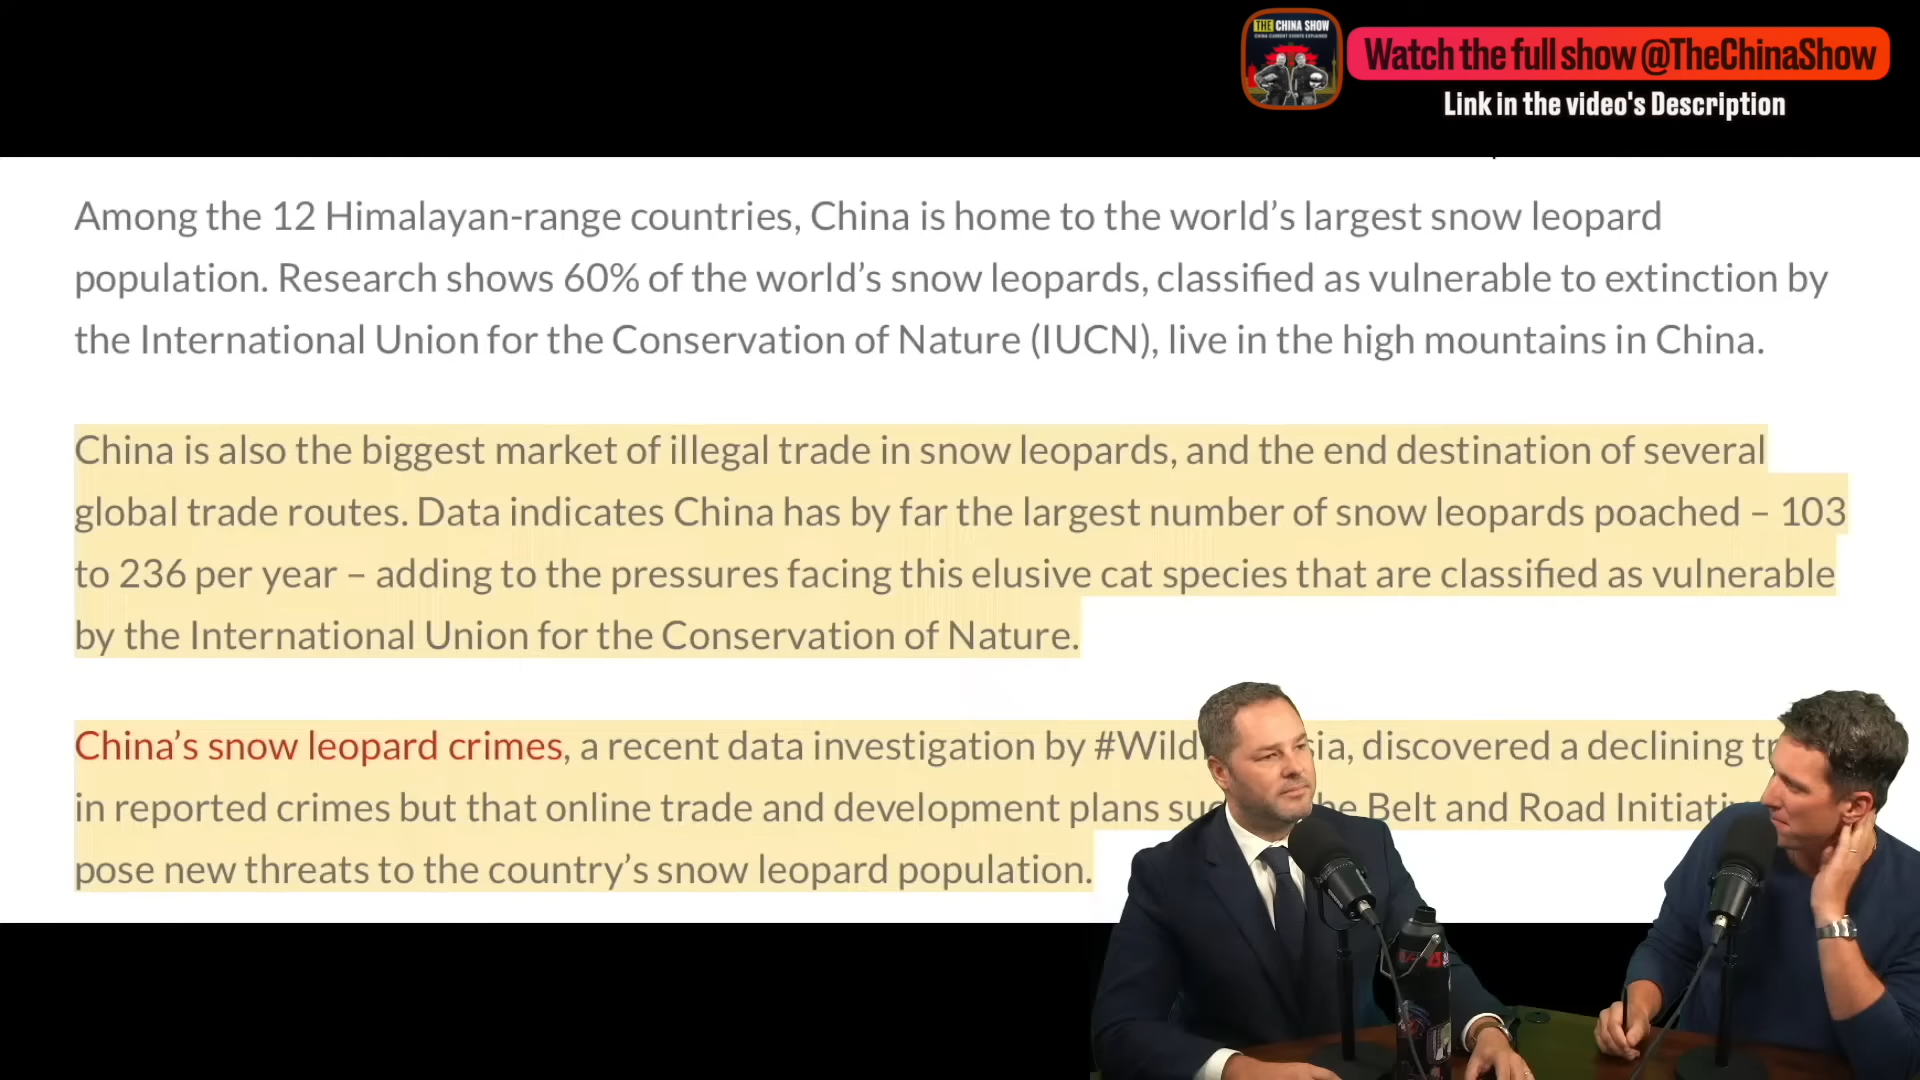 THE CHINA SHOW
CHINA CURRENT EVENTS EXPLAINED
Watch the full show @TheChinaShow
Link in the video's Description
Among the 12 Himalayan-range countries, China is home to the world’s largest snow leopard
population. Research shows 60% of the world’s snow leopards, classified as vulnerable to extinction by
the International Union for the Conservation of Nature (IUCN), live in the high mountains in China.
China is also the biggest market of illegal trade in snow leopards, and the end destination of several
global trade routes. Data indicates China has by far the largest number of snow leopards poached – 103
to 236 per year – adding to the pressures facing this elusive cat species that are classified as vulnerable
by the International Union for the Conservation of Nature.
China’s snow leopard crimes, a recent data investigation by discovered a declining
in reported crimes but that online trade and development plans Belt and Road
pose new threats to the country’s snow leopard population.